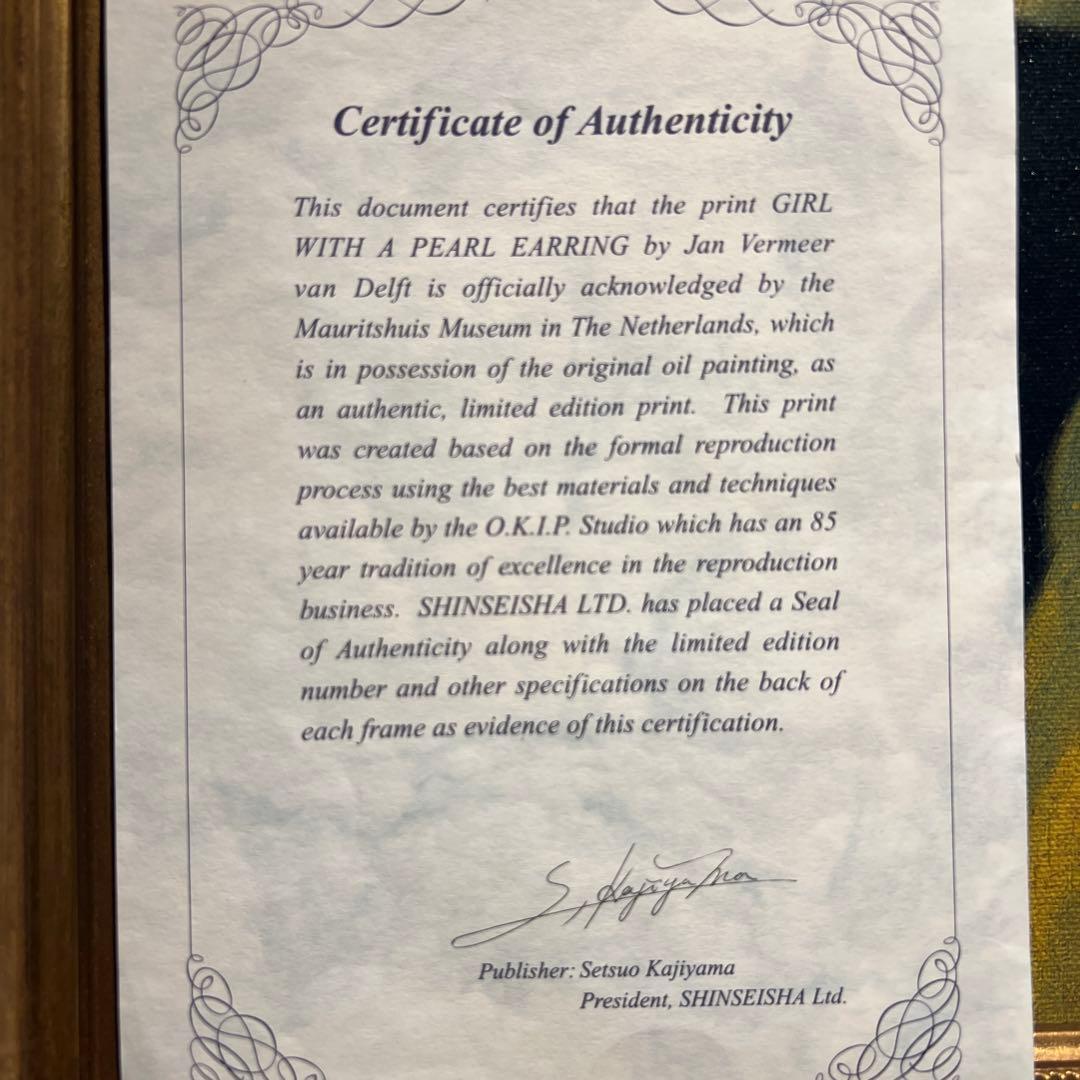 Certificate of Authenticity
This document certifies that the print GIRL
WITH A PEARL EARRING by Jan Vermeer
van Delft is officially acknowledged by the
Mauritshuis Museum in The Netherlands, which
is in possession of the original oil painting, as
an authentic, limited edition print. This print
was created based on the formal reproduction
process using the best materials and techniques
available by the O.K.I.P. Studio which has an 85
year tradition of excellence in the reproduction
business. SHINSEISHA LTD. has placed a Seal
of Authenticity along with the limited edition
number and other specifications on the back of
each frame as evidence of this certification.
S. Kajiyama
Publisher: Setsuo Kajiyama
President, SHINSEISHA Ltd.